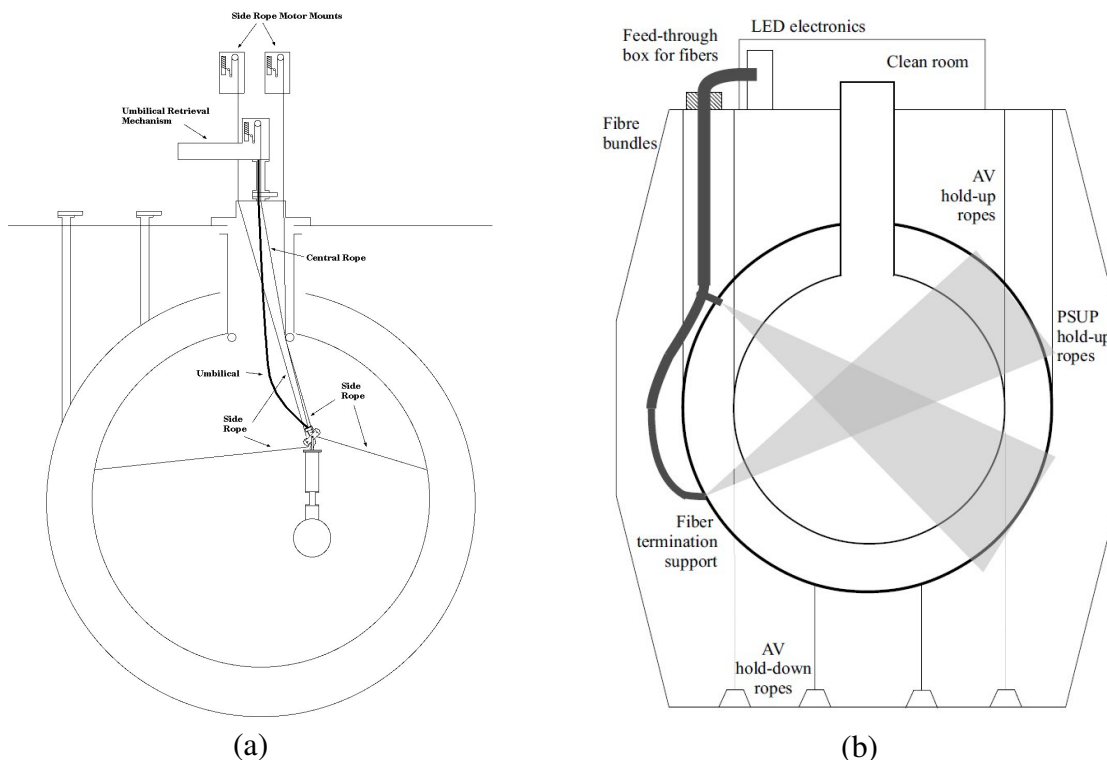 Side Rope Motor Mounts
Umbilical Retrieval
Mechanism
Central Rope
Umbilical
Side
Rope
Side
Rope
(a)
LED electronics
Feed-through
box for fibers
Clean room
Fibre
bundles
AV
hold-up
ropes
PSUP
hold-up
ropes
Fiber
termination
support
AV
hold-down
ropes
(b)